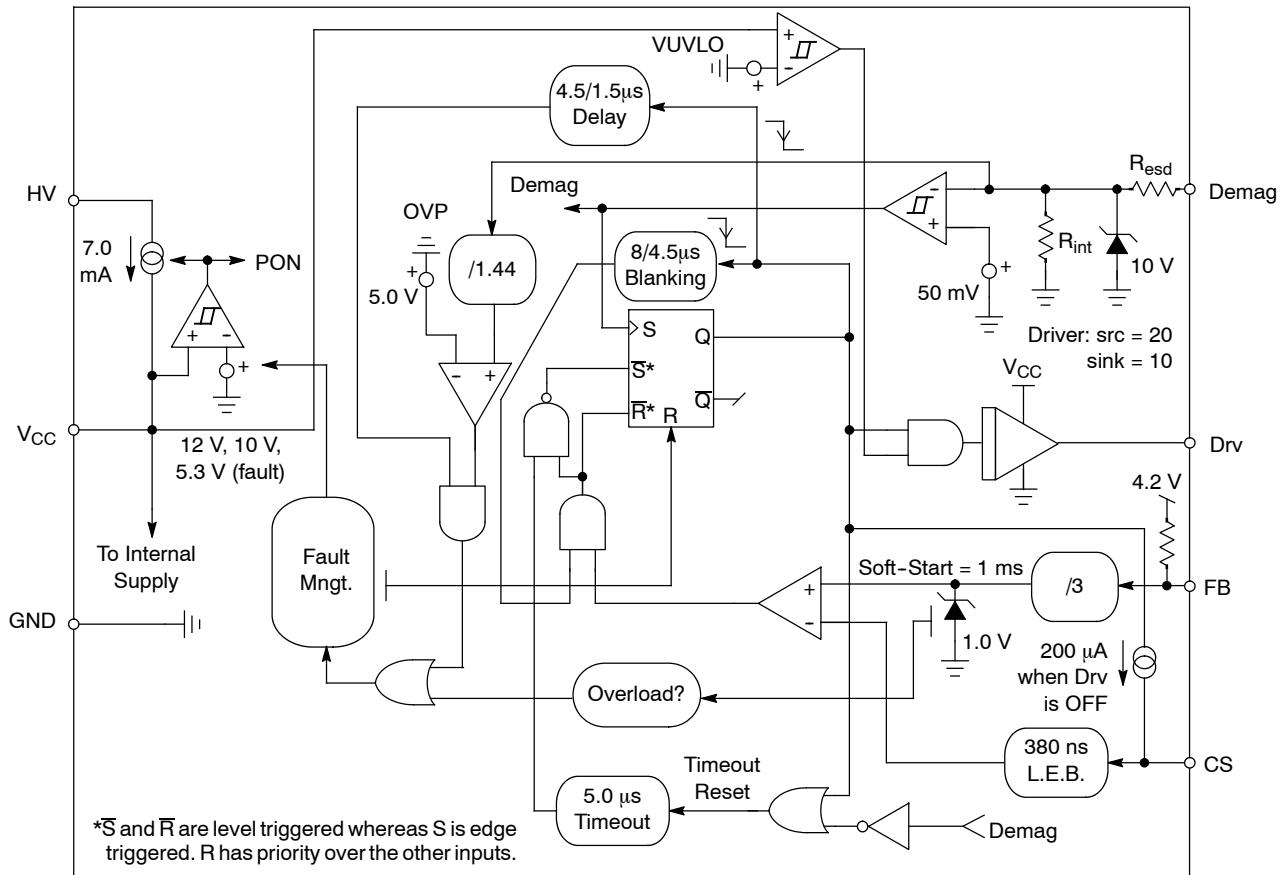 VUVLO
+
-
+
4.5/1.5μs
Delay
HV
Demag
OVP
+
5.0 V
/1.44
8/4.5μs
Blanking
-
+
+
50 mV
Resd
Demag
Rint
10 V
7.0
mA
PON
+
-
+
Driver: src = 20
sink = 10
S
Q
S̅*
Q̅
R̅*
R
-
+
VCC
VCC
12 V, 10 V,
5.3 V (fault)
Drv
4.2 V
To Internal
Supply
Fault
Mngt.
Soft-Start = 1 ms
+
-
/3
FB
1.0 V
GND
200 μA
when Drv
is OFF
Overload?
380 ns
L.E.B.
CS
5.0 μs
Timeout
Timeout
Reset
Demag
*S̅ and R̅ are level triggered whereas S is edge
triggered. R has priority over the other inputs.